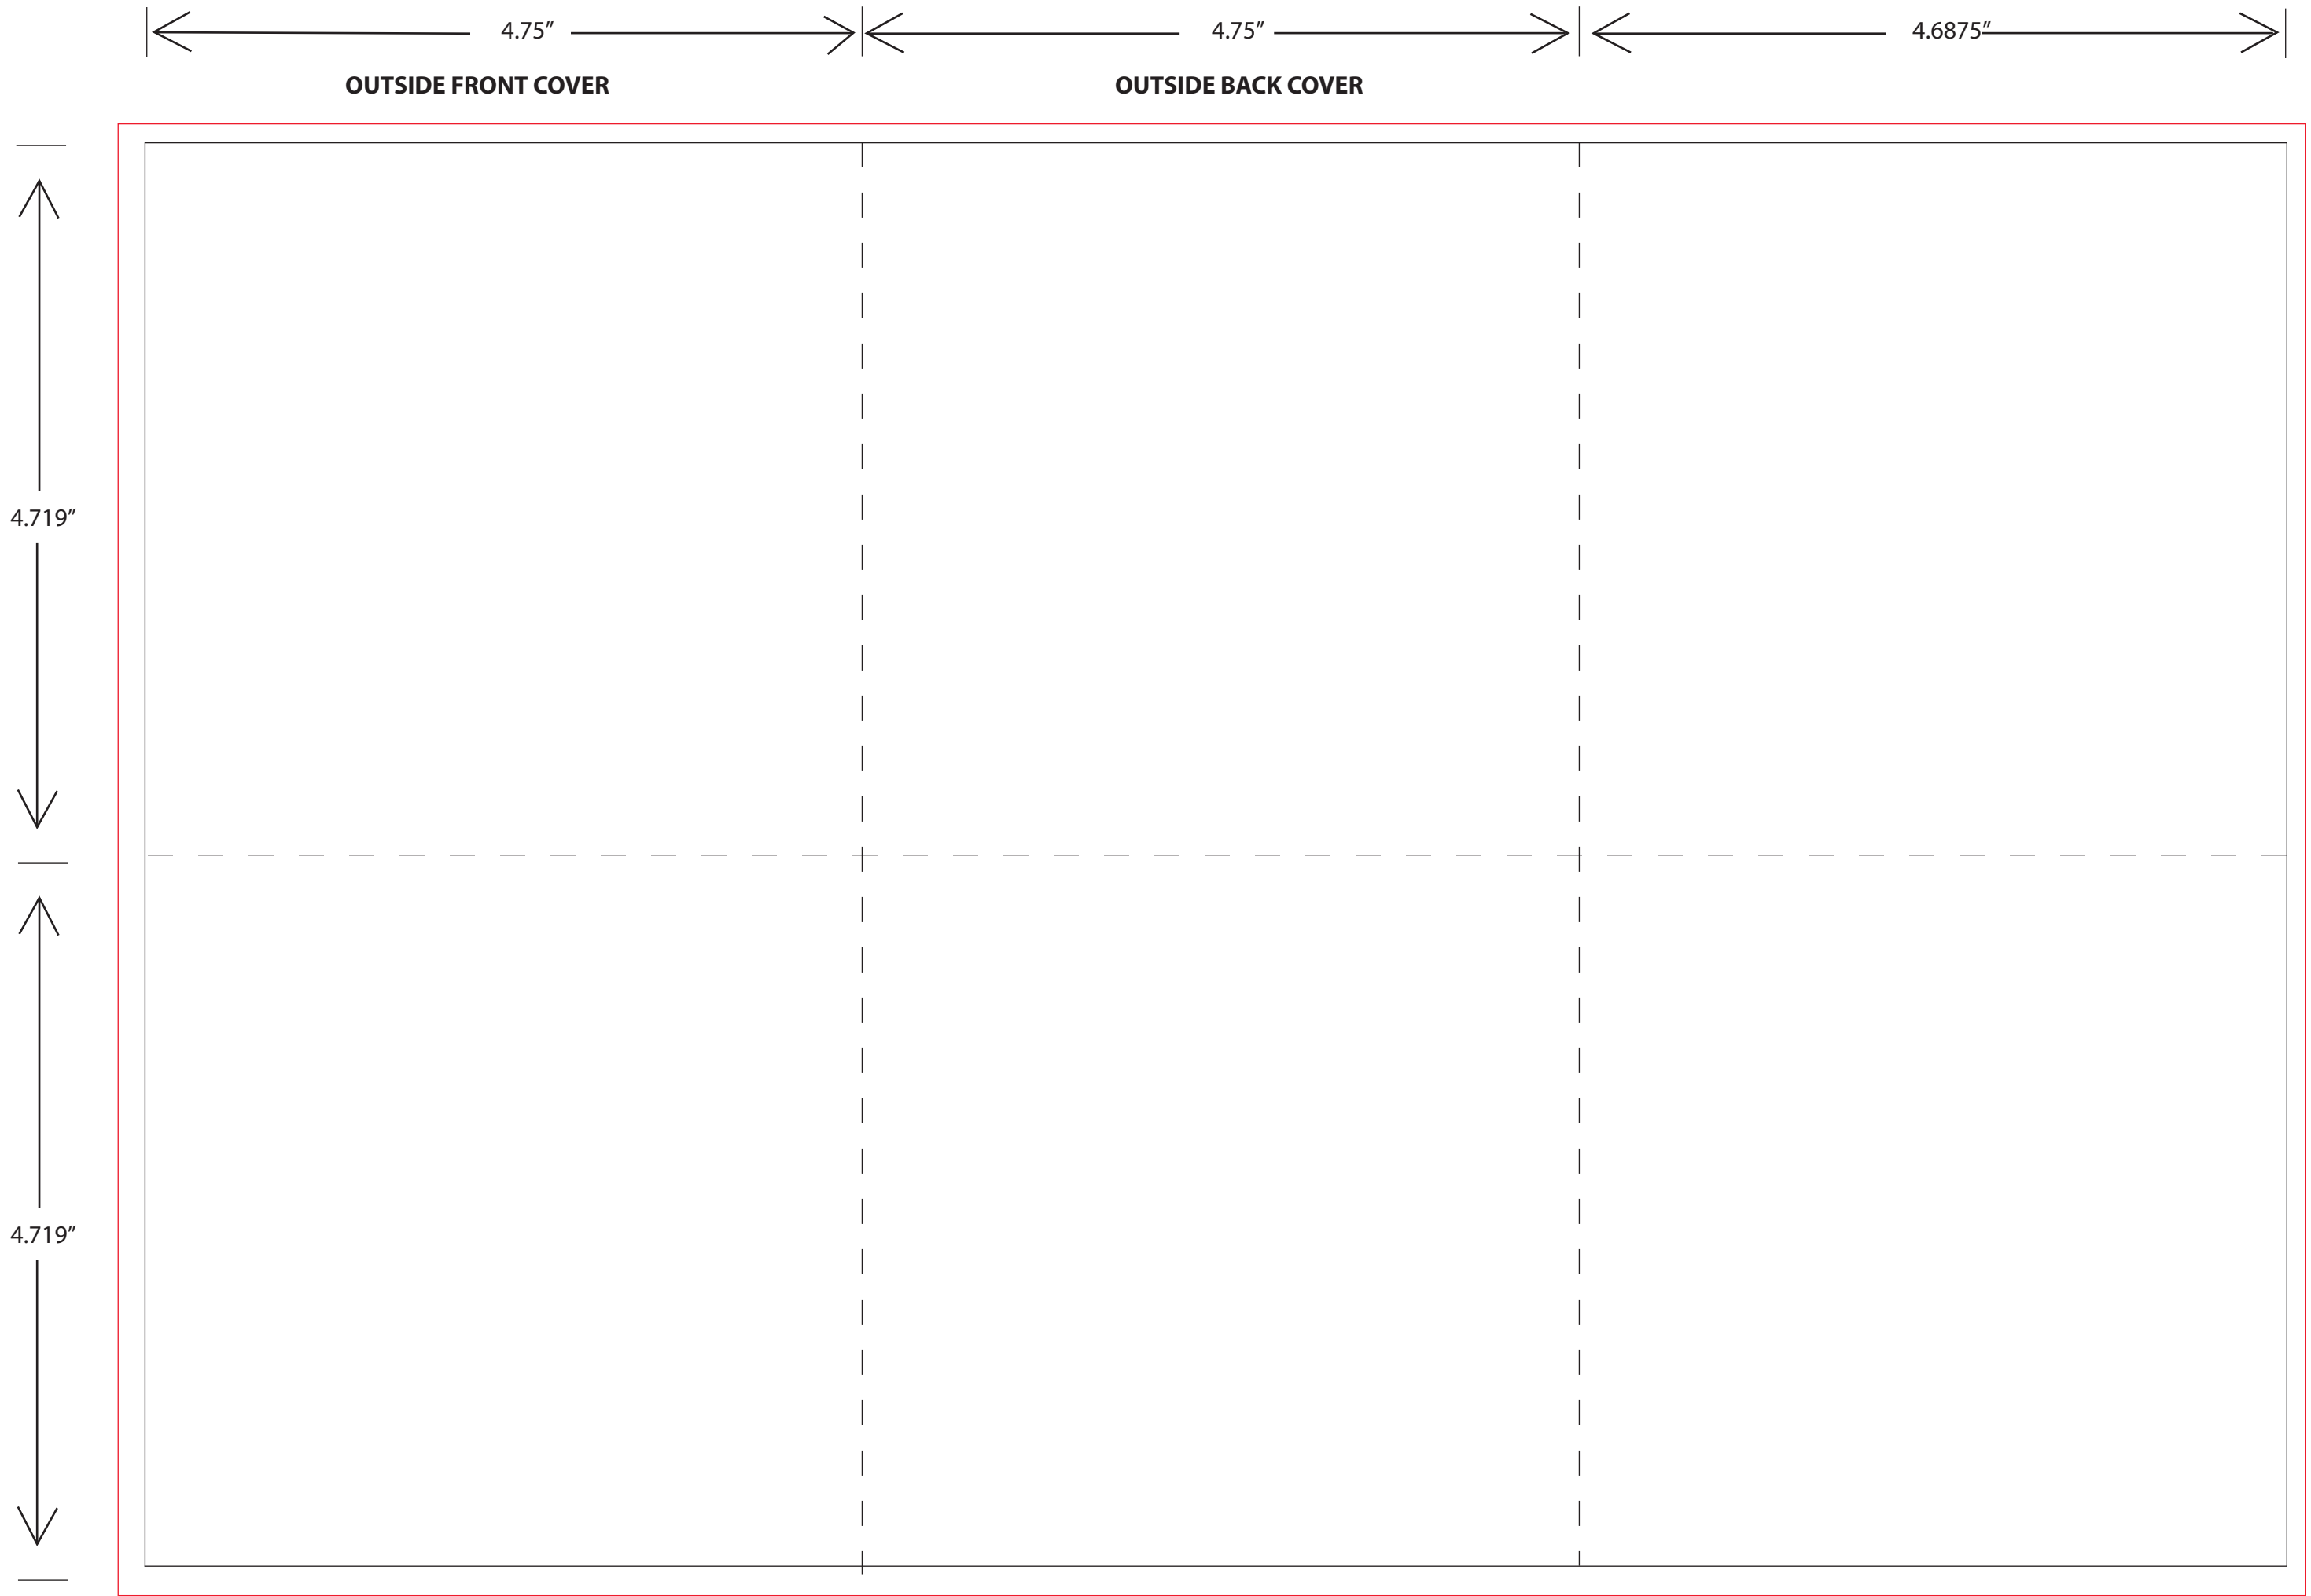 4.75”
4.75”
4.6875”
OUTSIDE FRONT COVER
OUTSIDE BACK COVER
4.719”
4.719”